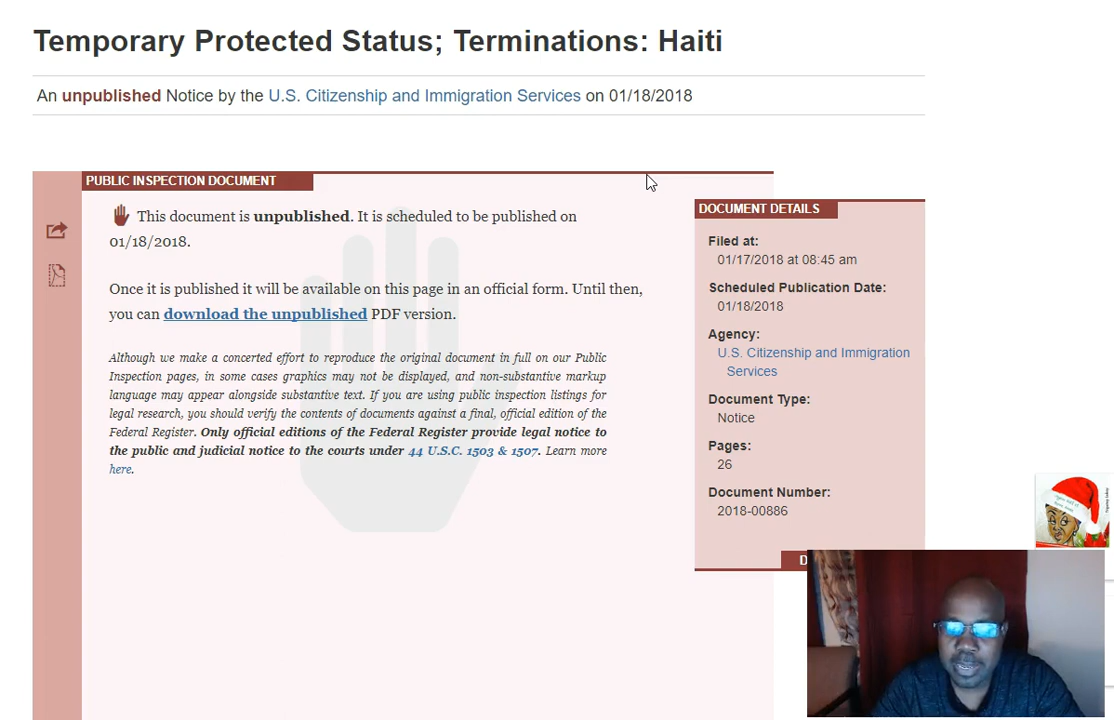 Temporary Protected Status; Terminations: Haiti
An unpublished Notice by the U.S. Citizenship and Immigration Services on 01/18/2018
PUBLIC INSPECTION DOCUMENT
This document is unpublished. It is scheduled to be published on
01/18/2018.
Once it is published it will be available on this page in an official form. Until then,
you can download the unpublished PDF version.
Although we make a concerted effort to reproduce the original document in full on our Public
Inspection pages, in some cases graphics may not be displayed, and non-substantive markup
language may appear alongside substantive text. If you are using public inspection listings for
legal research, you should verify the contents of documents against a final, official edition of the
Federal Register. Only official editions of the Federal Register provide legal notice to
the public and judicial notice to the courts under 44 U.S.C. 1503 & 1507. Learn more
here.
DOCUMENT DETAILS
Filed at:
01/17/2018 at 08:45 am
Scheduled Publication Date:
01/18/2018
Agency:
U.S. Citizenship and Immigration
Services
Document Type:
Notice
Pages:
26
Document Number:
2018-00886